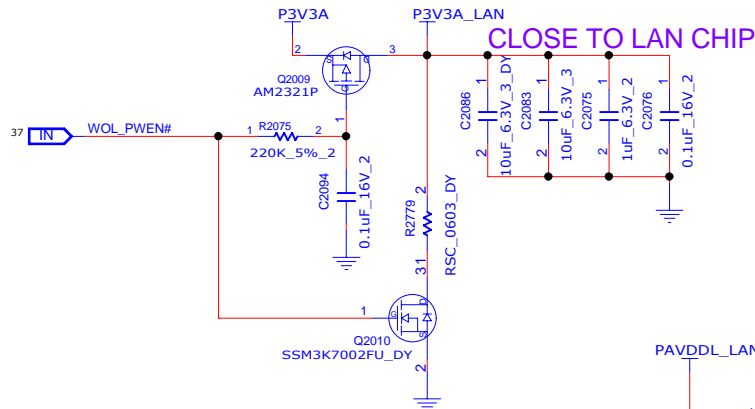 P3V3A
P3V3A_LAN
CLOSE TO LAN CHIP
2
S
D
3
Q2009
AM2321P
G
1
37
IN
WOL_PWEN#
1
R2075
2
220K_5%_2
C2094
0.1uF_16V_2
2
R2779
RSC_0603_DY
31
1
G
D
S
Q2010
SSM3K7002FU_DY
2
1
C2086
2
10uF_6.3V_3_DY
1
C2083
2
10uF_6.3V_3
1
C2075
2
1uF_6.3V_2
1
C2076
2
0.1uF_16V_2
PAVDDL_LAN